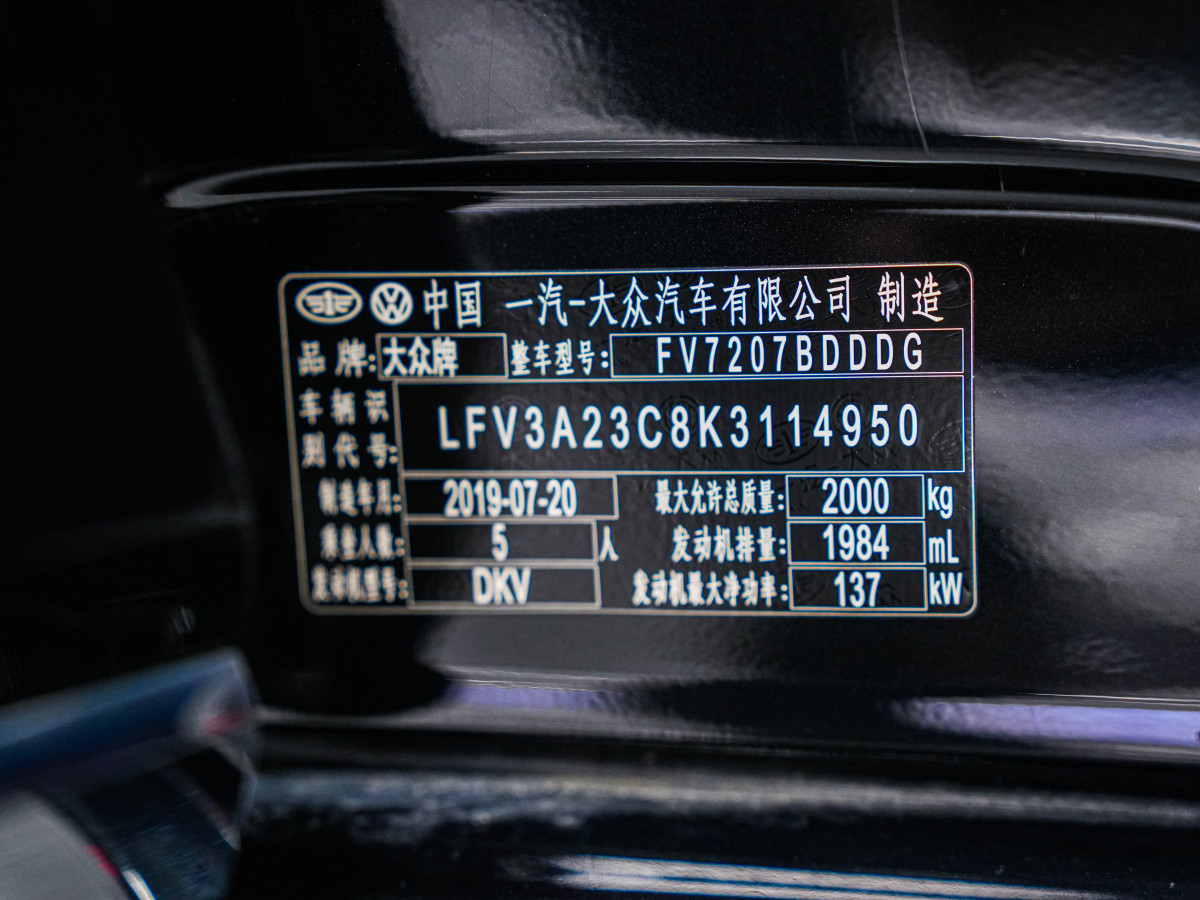 中国 一汽-大众汽车有限公司 制造
品牌: 大众牌 整车型号: FV7207BDDDG
车辆识别代号: LFV3A23C8K3114950
制造年月: 2019-07-20 最大允许总质量: 2000 kg
乘坐人数: 5 人 发动机排量: 1984 mL
发动机型号: DKV 发动机最大净功率: 137 kW